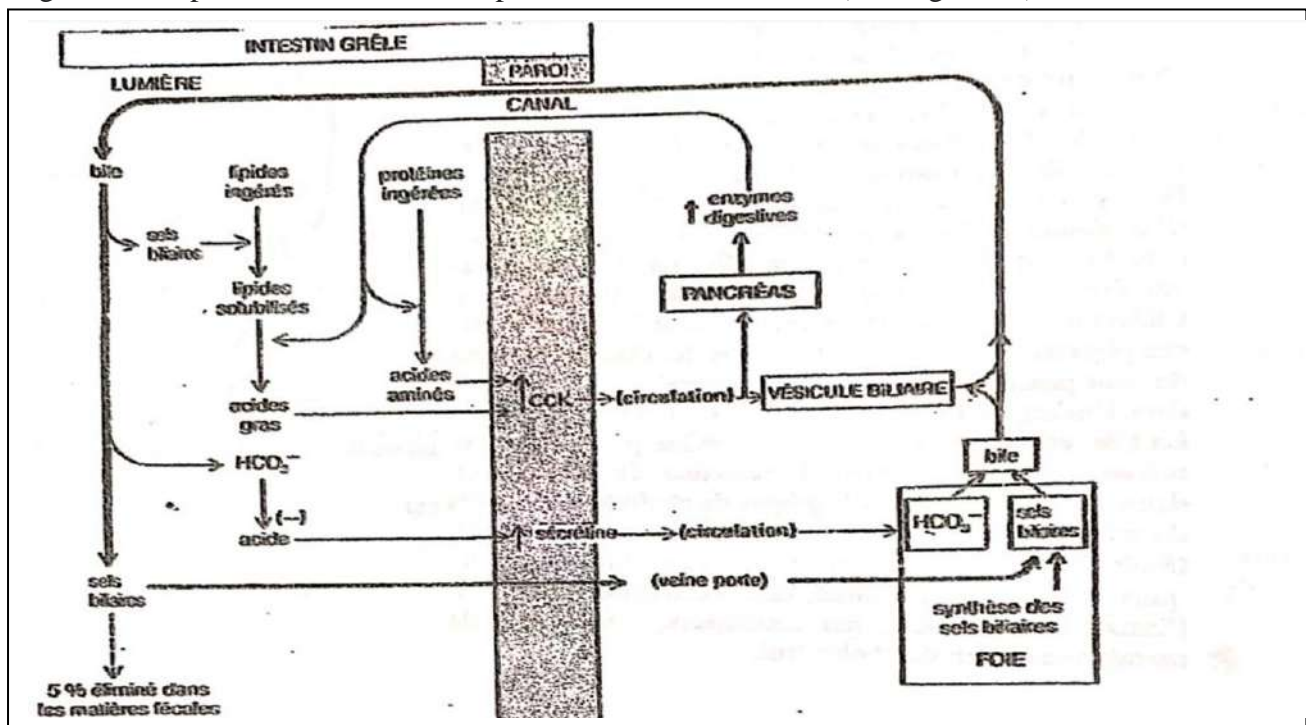 INTESTIN GRÊLE
PAROI
LUMIÈRE
CANAL
bile
lipides
ingérés
protéines
ingérées
↑ enzymes
digestives
sels
biliaires
lipides
solubilisés
PANCRÉAS
acides
aminés
↑ CCK
(circulation)
VÉSICULE BILIAIRE
acides
gras
HCO₃⁻
bile
(—)
acide
↑ sécrétine
(circulation)
HCO₃⁻
sels
biliaires
sels
biliaires
(veine porte)
synthèse des
sels biliaires
FOIE
5 % éliminé dans
les matières fécales